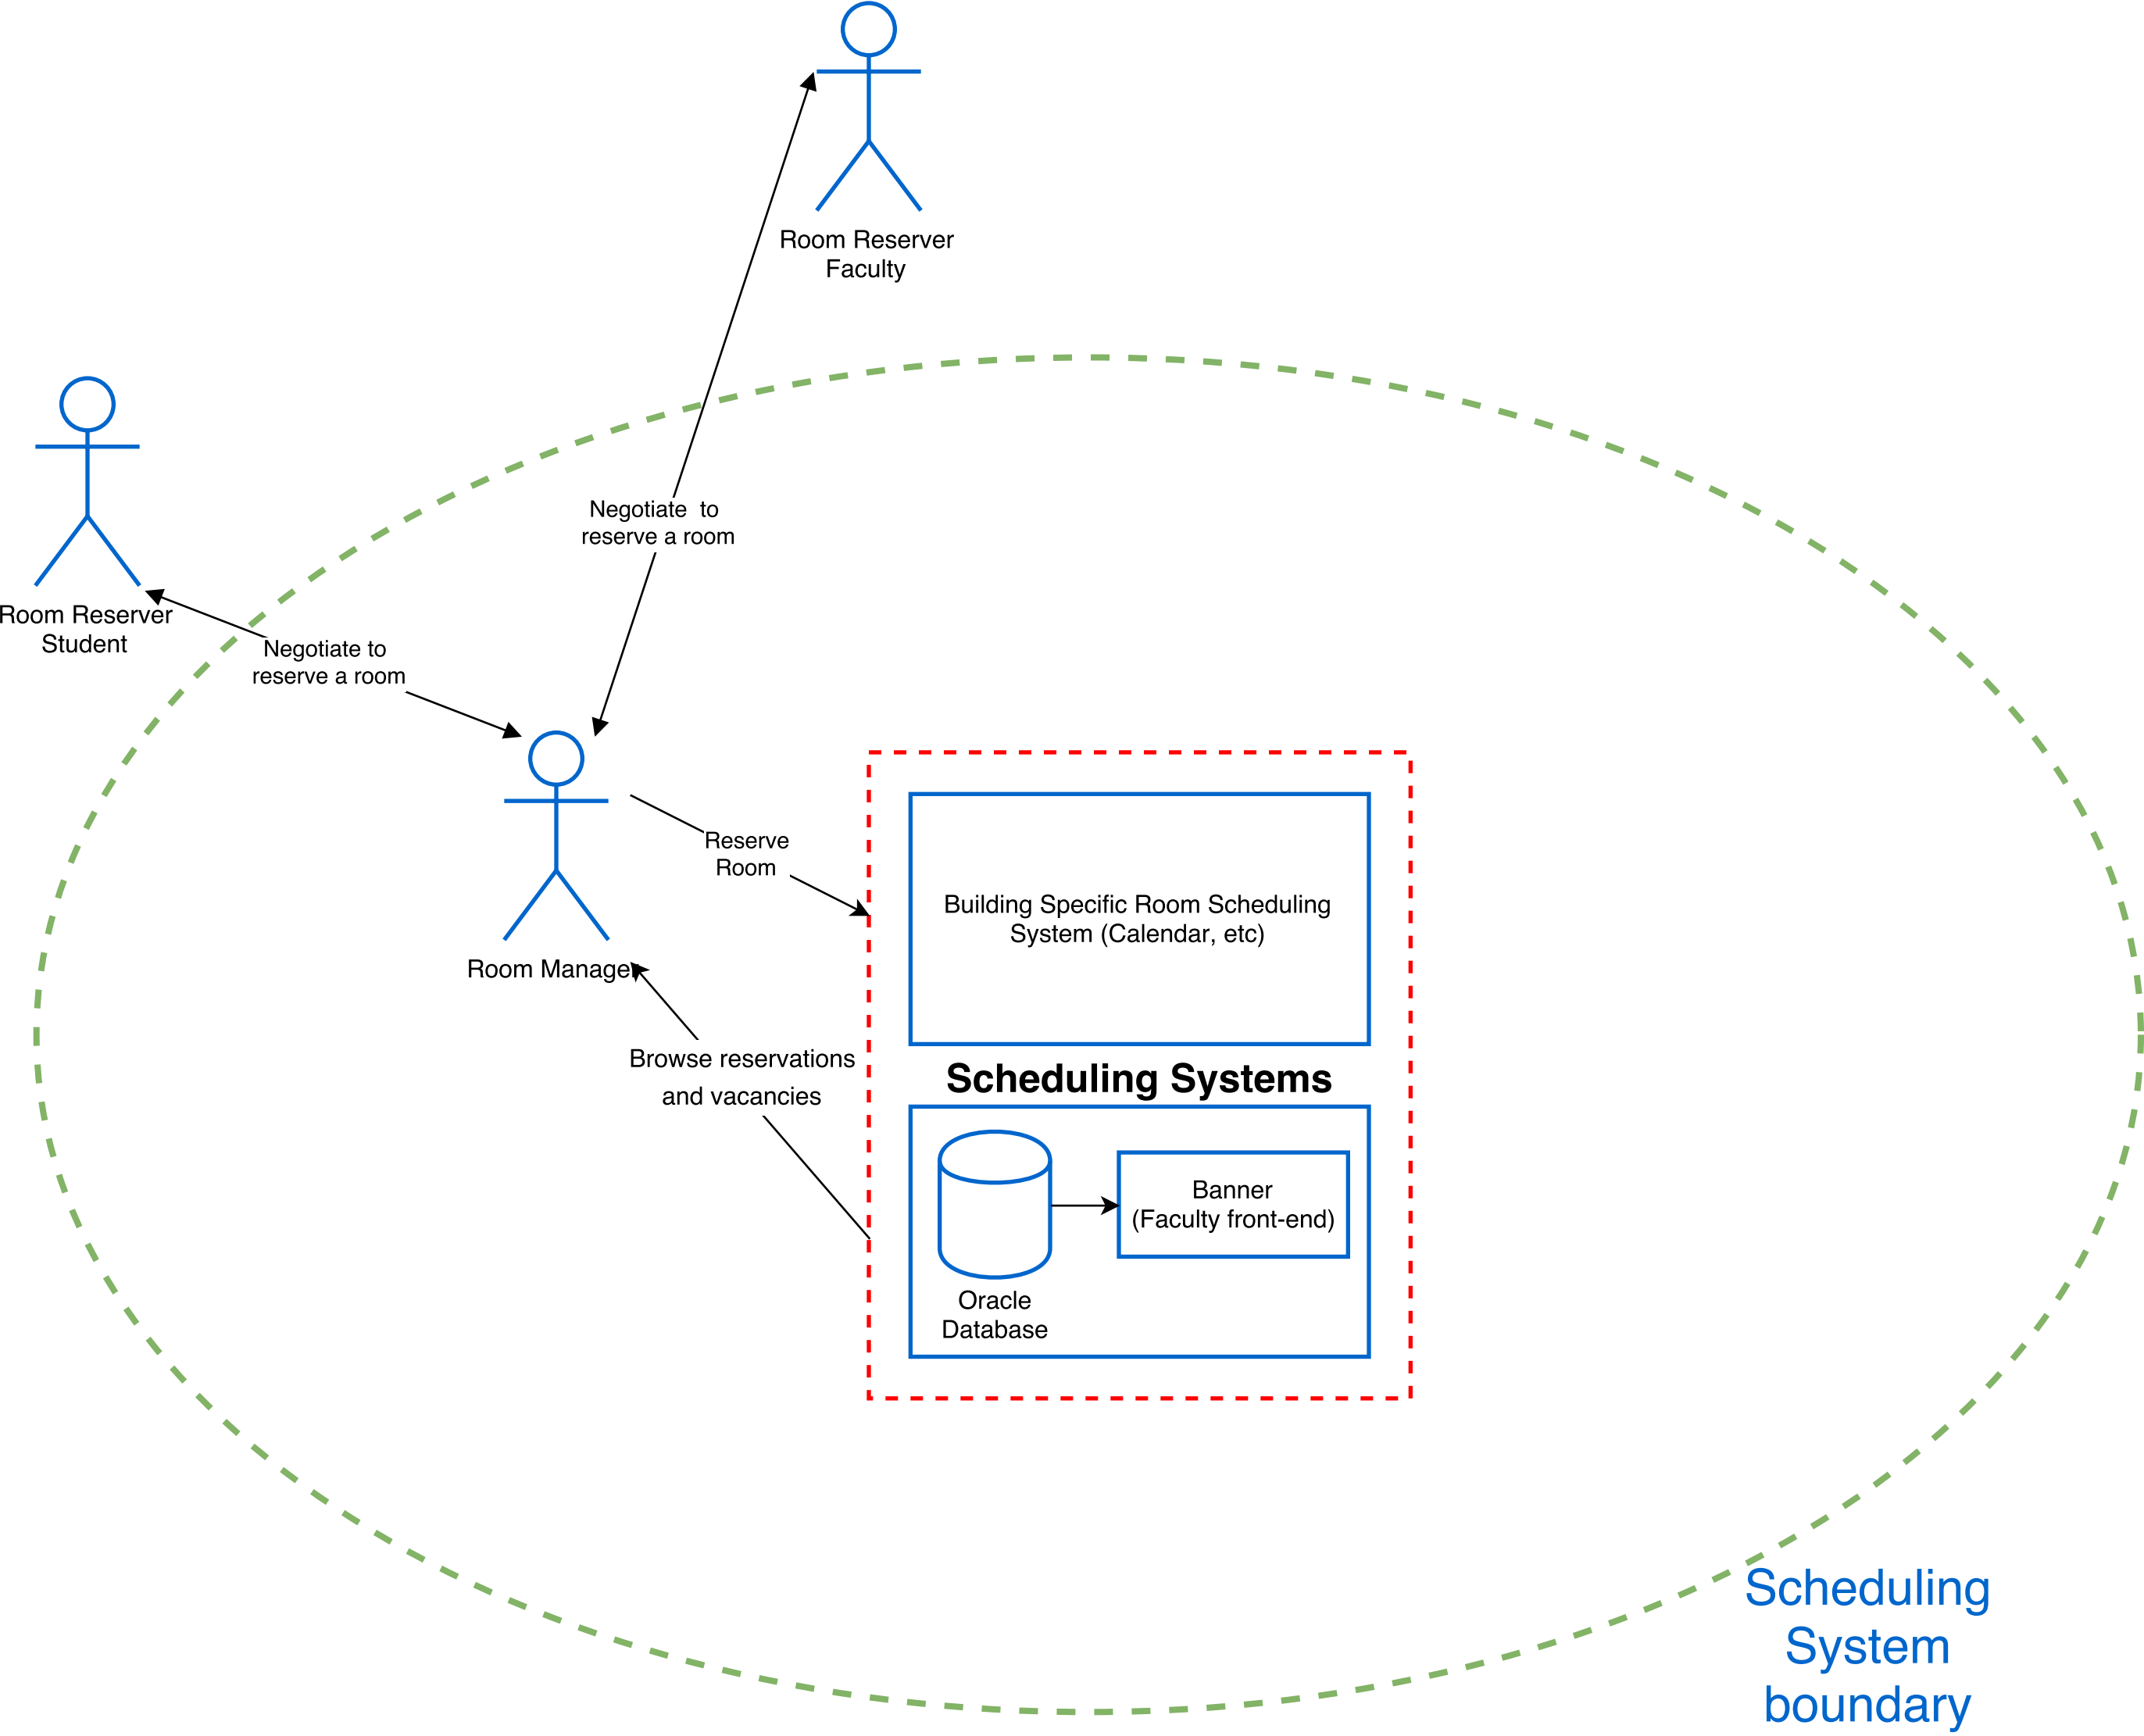 Room Reserver
Faculty
Negotiate to
reserve a room
Room Reserver
Student
Negotiate to
reserve a room
Room Manager
Reserve
Room
Browse reservations
and vacancies
Building Specific Room Scheduling
System (Calendar, etc)
Scheduling Systems
Banner
(Faculty front-end)
Oracle
Database
Scheduling
System
boundary